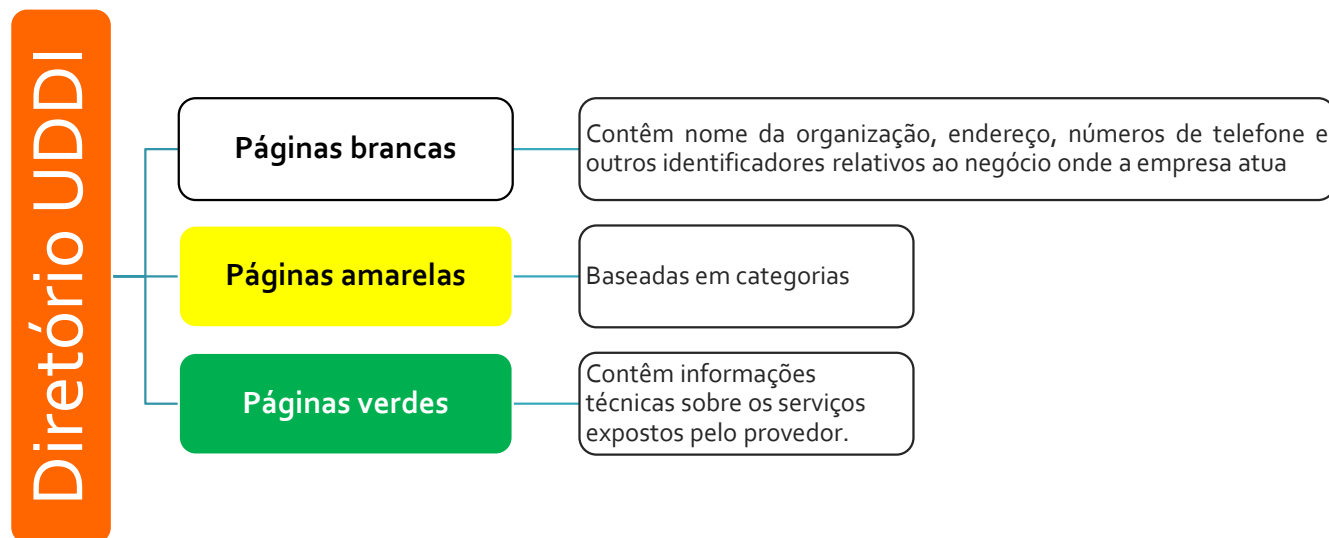 Diretório UDDI
Páginas brancas
Contêm nome da organização, endereço, números de telefone e
outros identificadores relativos ao negócio onde a empresa atua
Páginas amarelas
Baseadas em categorias
Páginas verdes
Contêm informações
técnicas sobre os serviços
expostos pelo provedor.